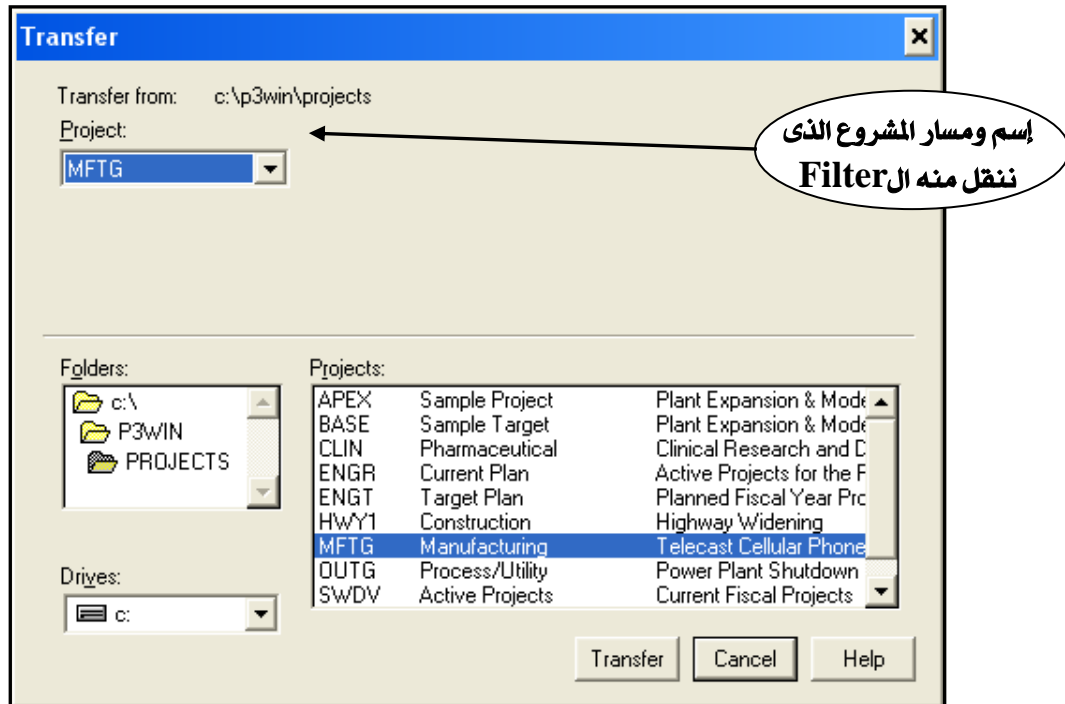 Transfer
Transfer from: c:\p3win\projects
Project:
MFTG
إسم ومسار المشروع الذى
ننقل منه الFilter
Folders:
c:\
P3WIN
PROJECTS
Drives:
c:
Projects:
APEX Sample Project Plant Expansion & Mode
BASE Sample Target Plant Expansion & Mode
CLIN Pharmaceutical Clinical Research and D
ENGR Current Plan Active Projects for the F
ENGT Target Plan Planned Fiscal Year Pro
HWY1 Construction Highway Widening
MFTG Manufacturing Telecast Cellular Phone
OUTG Process/Utility Power Plant Shutdown
SWDV Active Projects Current Fiscal Projects
Transfer Cancel Help